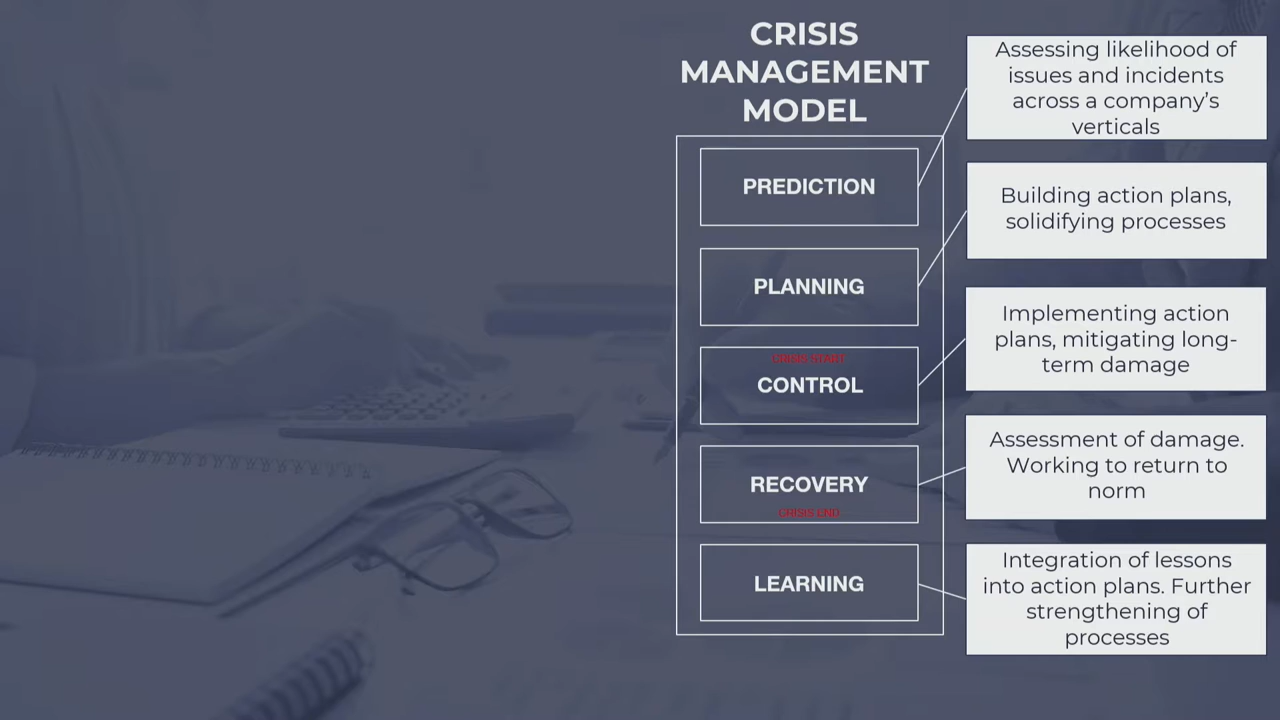 CRISIS
MANAGEMENT
MODEL
PREDICTION
Assessing likelihood of
issues and incidents
across a company’s
verticals
PLANNING
Building action plans,
solidifying processes
CRISIS START
CONTROL
Implementing action
plans, mitigating long-
term damage
RECOVERY
CRISIS END
Assessment of damage.
Working to return to
norm
LEARNING
Integration of lessons
into action plans. Further
strengthening of
processes